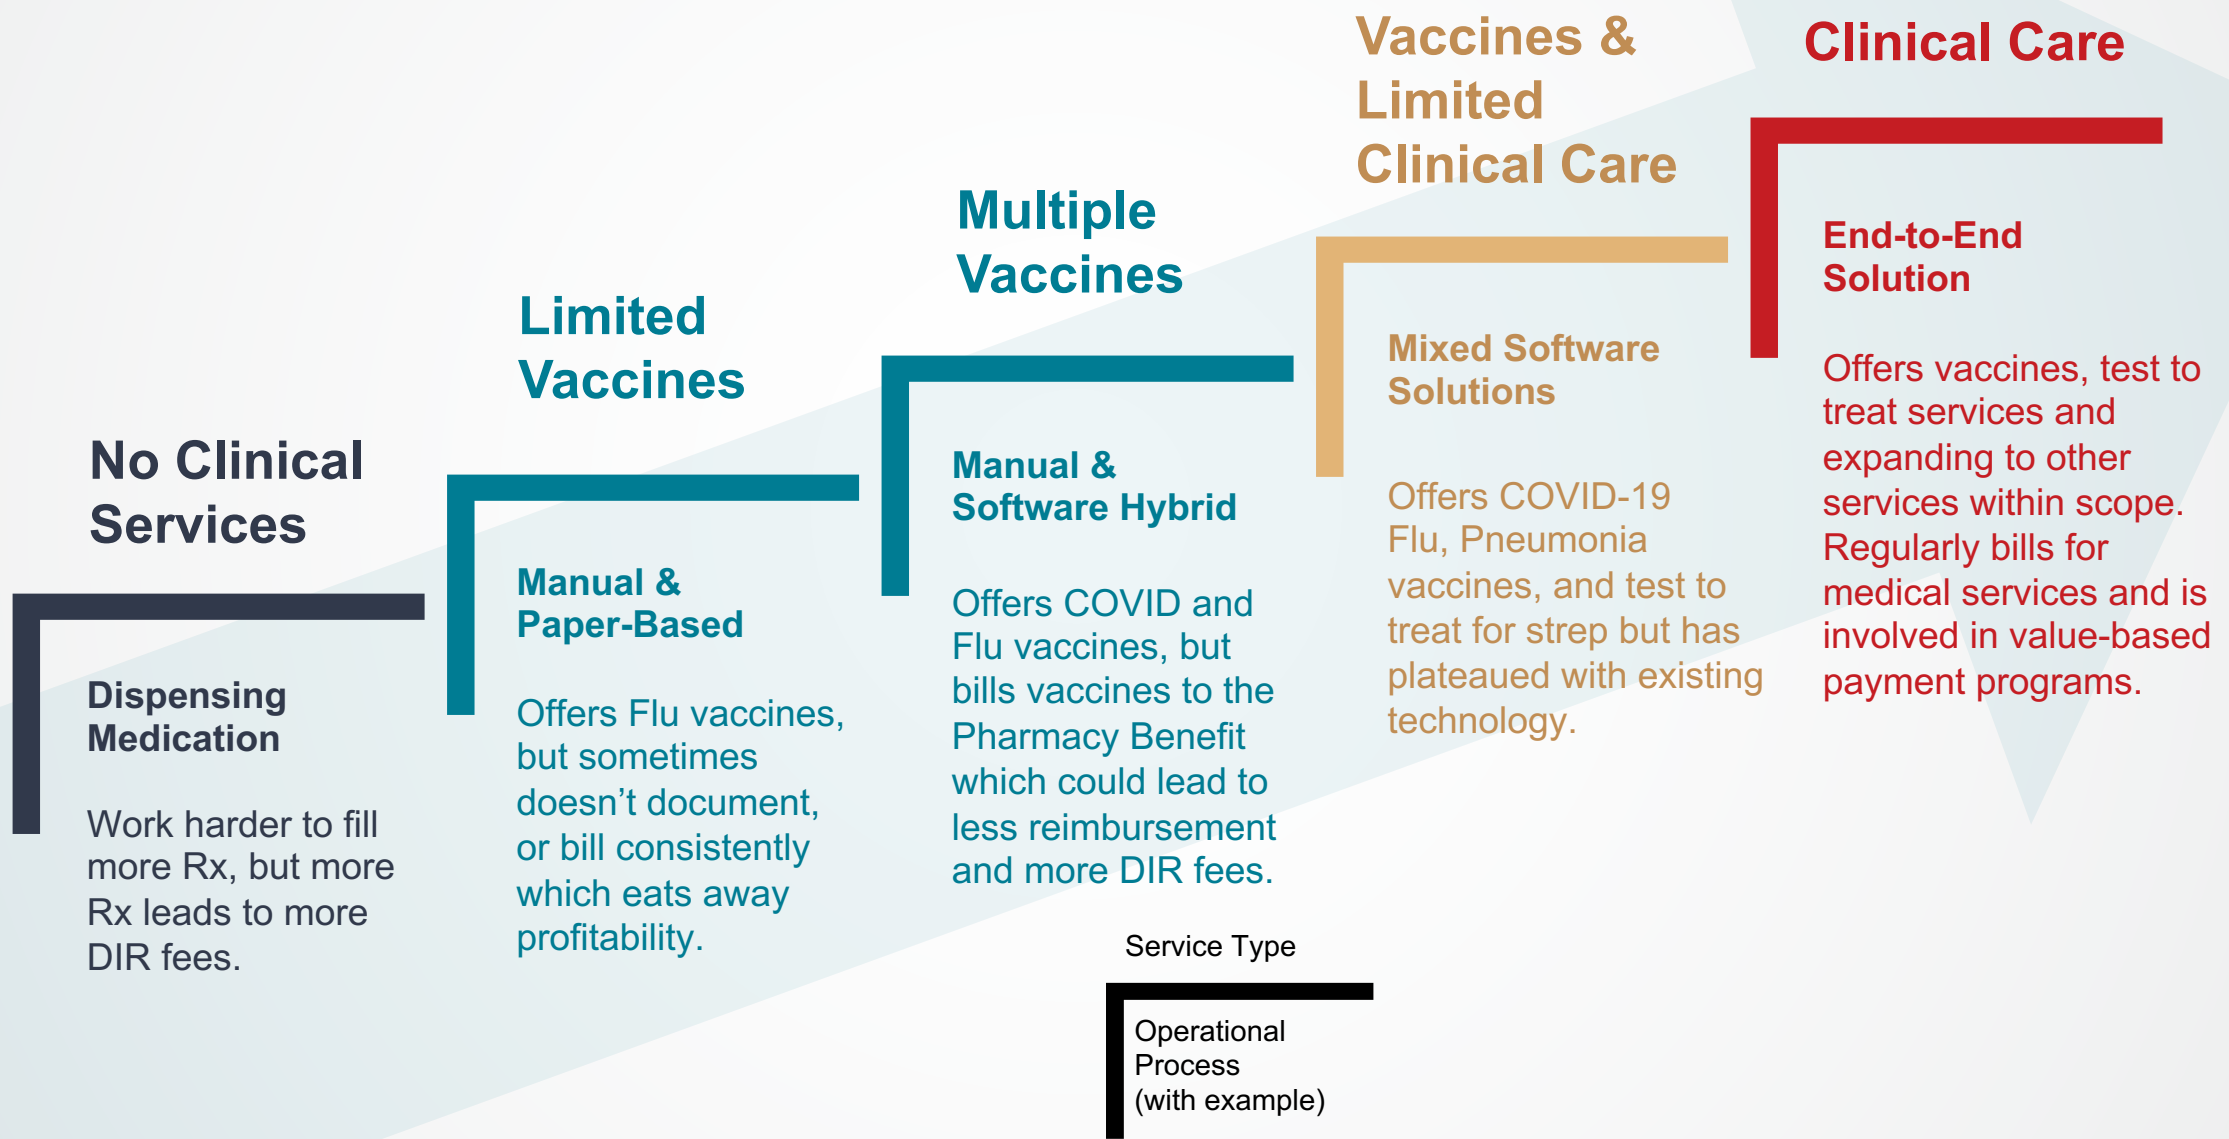 No Clinical
Services
Dispensing
Medication
Work harder to fill
more Rx, but more
Rx leads to more
DIR fees.
Limited
Vaccines
Manual &
Paper-Based
Offers Flu vaccines,
but sometimes
doesn’t document,
or bill consistently
which eats away
profitability.
Multiple
Vaccines
Manual &
Software Hybrid
Offers COVID and
Flu vaccines, but
bills vaccines to the
Pharmacy Benefit
which could lead to
less reimbursement
and more DIR fees.
Vaccines &
Limited
Clinical Care
Mixed Software
Solutions
Offers COVID-19
Flu, Pneumonia
vaccines, and test to
treat for strep but has
plateaued with existing
technology.
Clinical Care
End-to-End
Solution
Offers vaccines, test to
treat services and
expanding to other
services within scope.
Regularly bills for
medical services and is
involved in value-based
payment programs.
Service Type
Operational
Process
(with example)